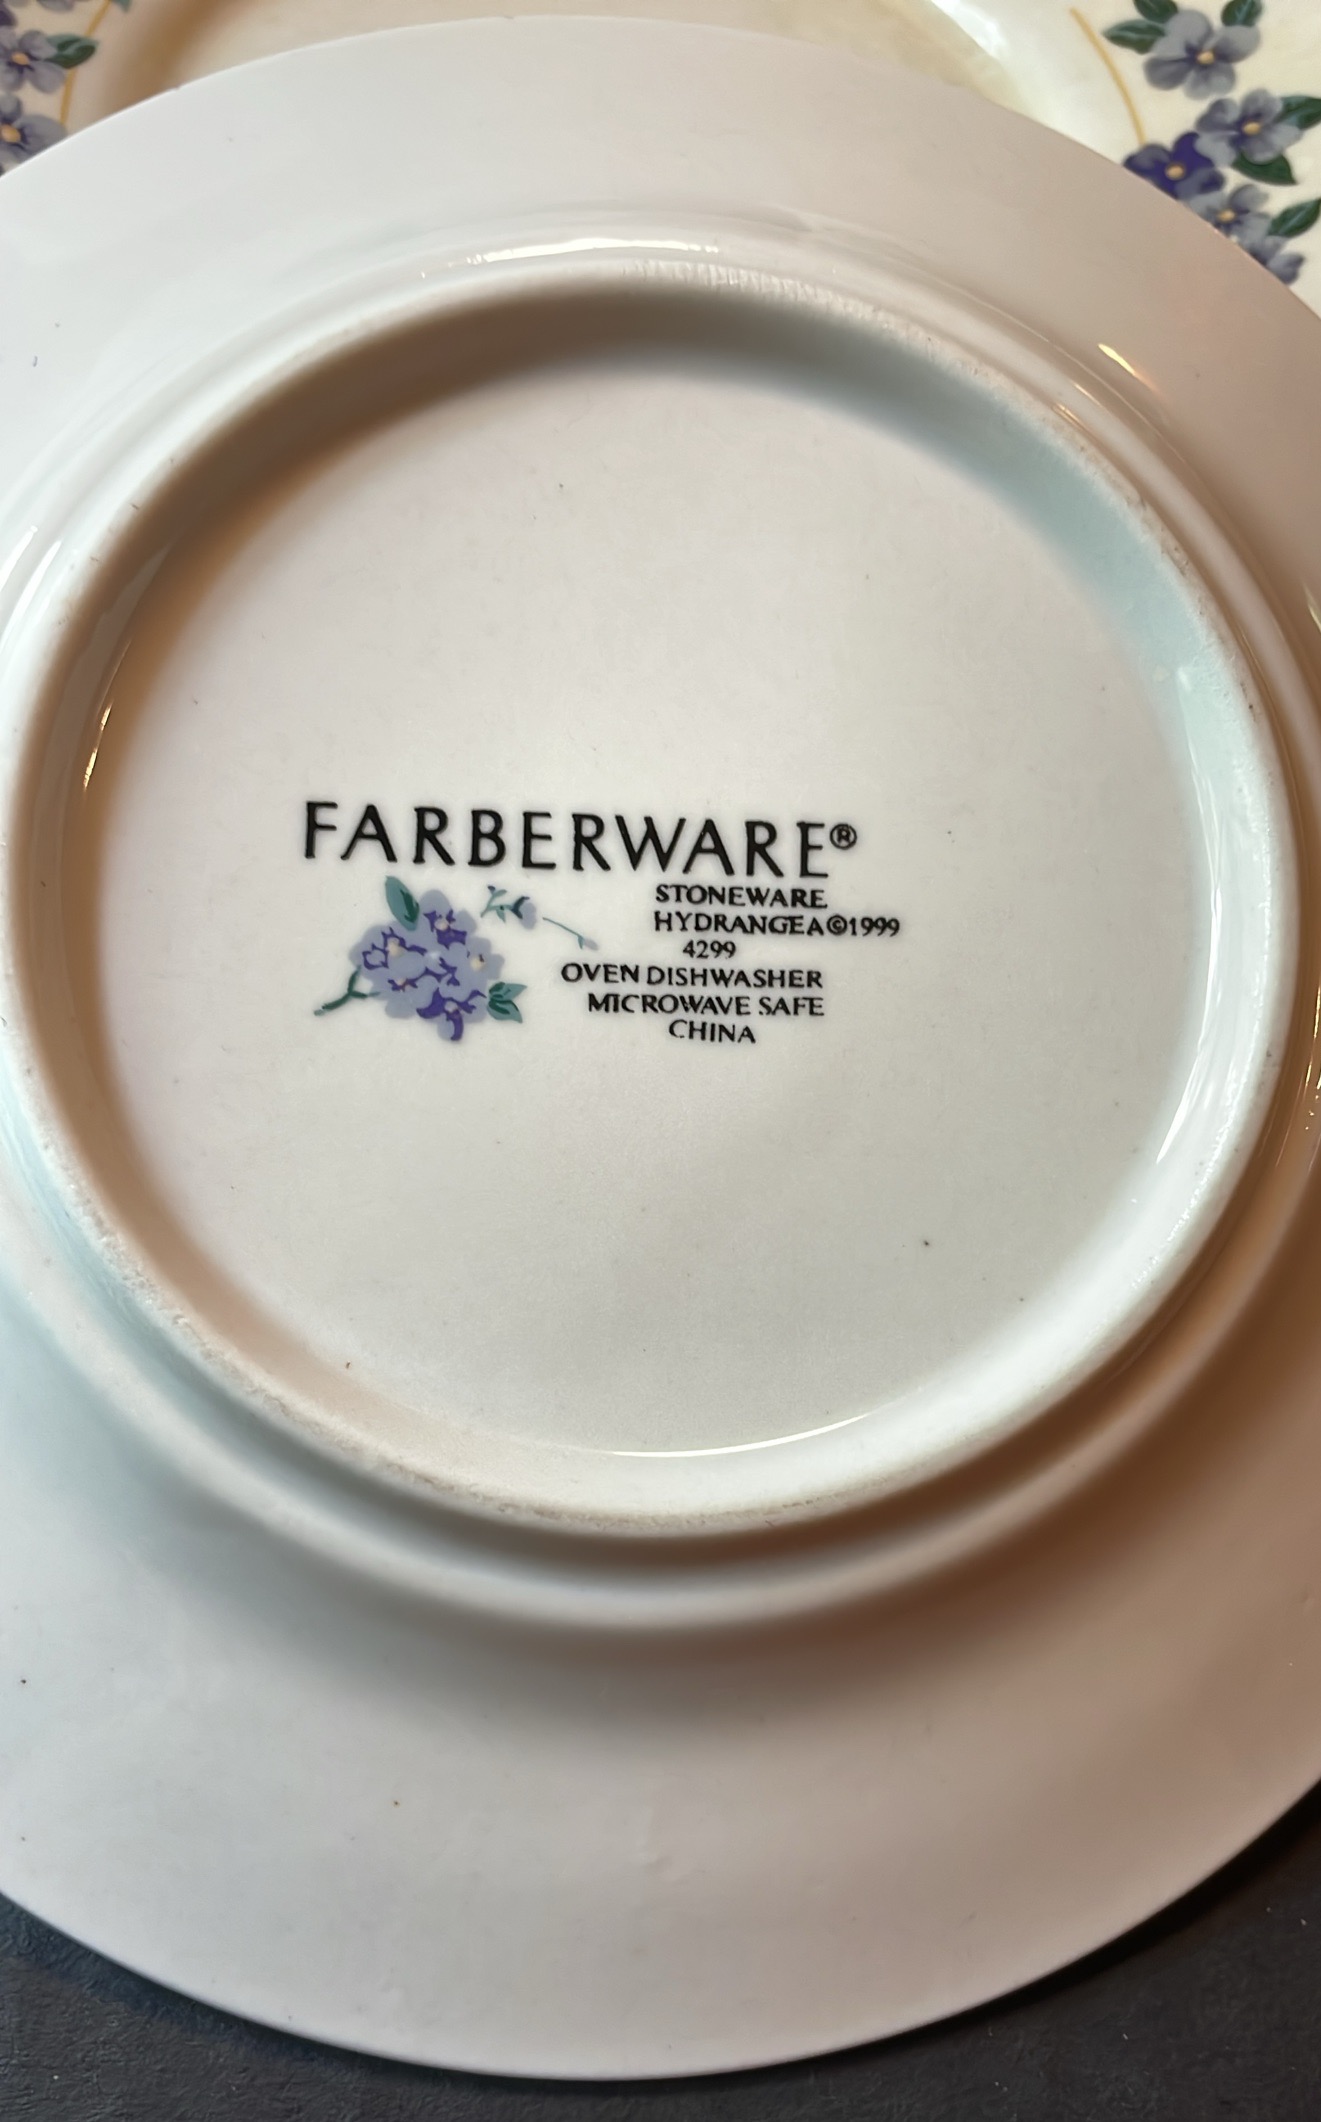 FARBERWARE®
STONEWARE
HYDRANGEA©1999
4299
OVEN DISHWASHER
MICROWAVE SAFE
CHINA